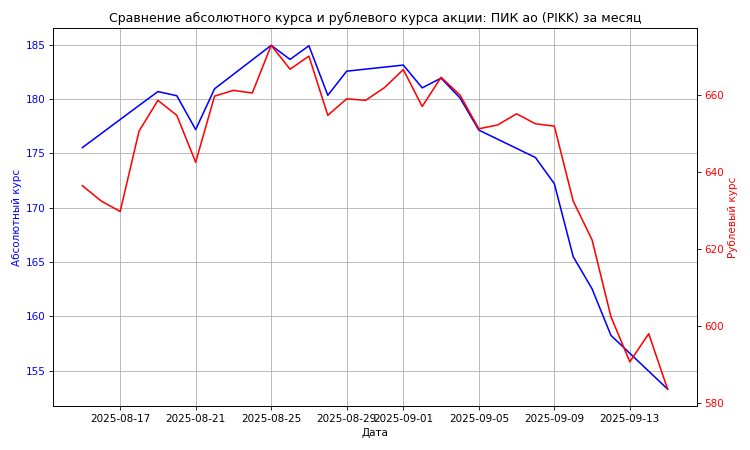 Сравнение абсолютного курса и рублевого курса акции: ПИК ао (PIKK) за месяц
Абсолютный курс
185
180
175
170
165
160
155
660
640
620
600
580
Рублевый курс
2025-08-17 2025-08-21 2025-08-25 2025-08-29 2025-09-01 2025-09-05 2025-09-09 2025-09-13
Дата